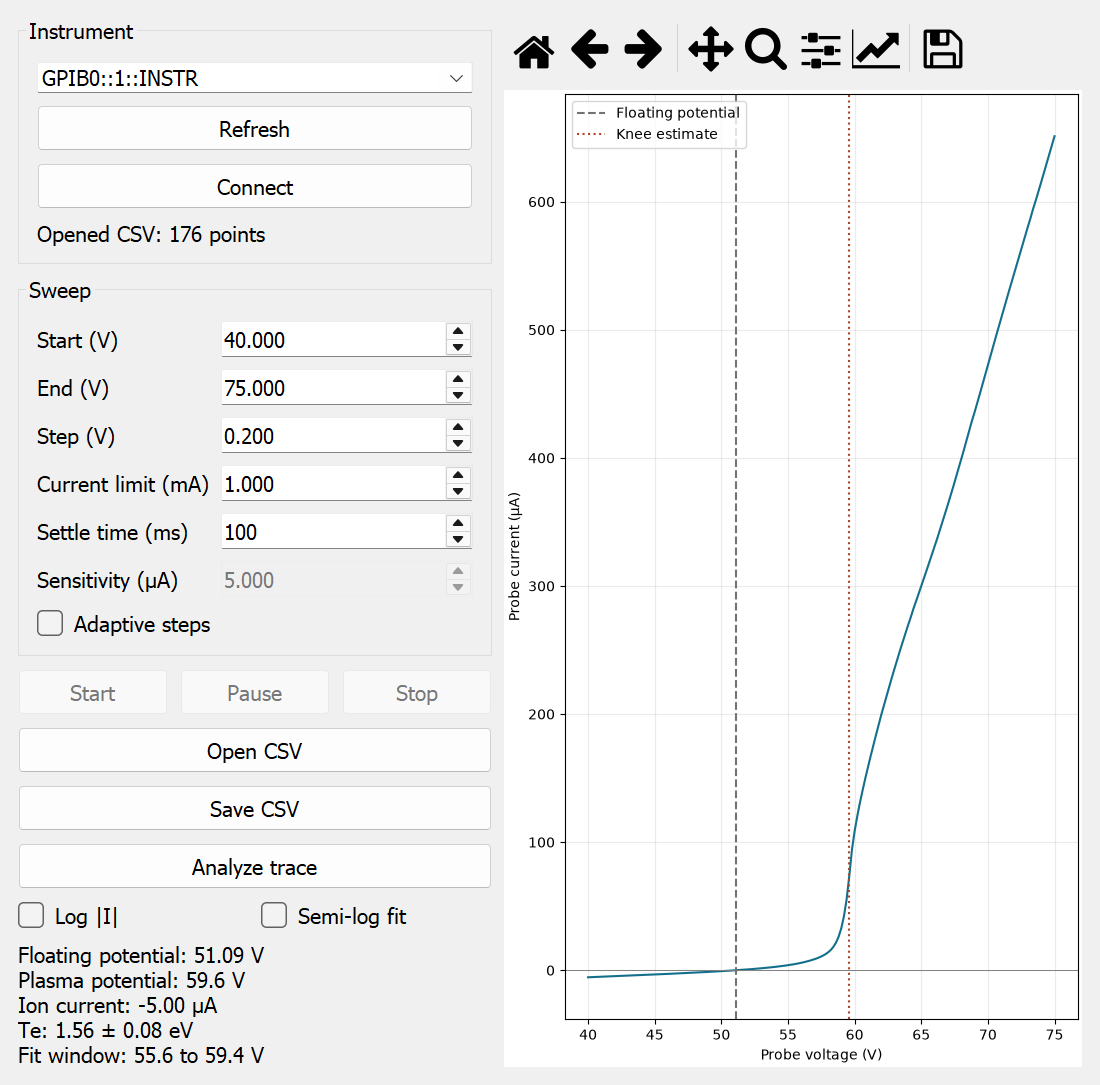 Instrument
GPIB0::1::INSTR
Refresh
Connect
Opened CSV: 176 points
Sweep
Start (V) 40.000
End (V) 75.000
Step (V) 0.200
Current limit (mA) 1.000
Settle time (ms) 100
Sensitivity (µA) 5.000
Adaptive steps
Start Pause Stop
Open CSV
Save CSV
Analyze trace
Log |I| Semi-log fit
Floating potential: 51.09 V
Plasma potential: 59.6 V
Ion current: -5.00 µA
Te: 1.56 ± 0.08 eV
Fit window: 55.6 to 59.4 V
Floating potential
Knee estimate
Probe current (µA)
600
500
400
300
200
100
0
40 45 50 55 60 65 70 75
Probe voltage (V)